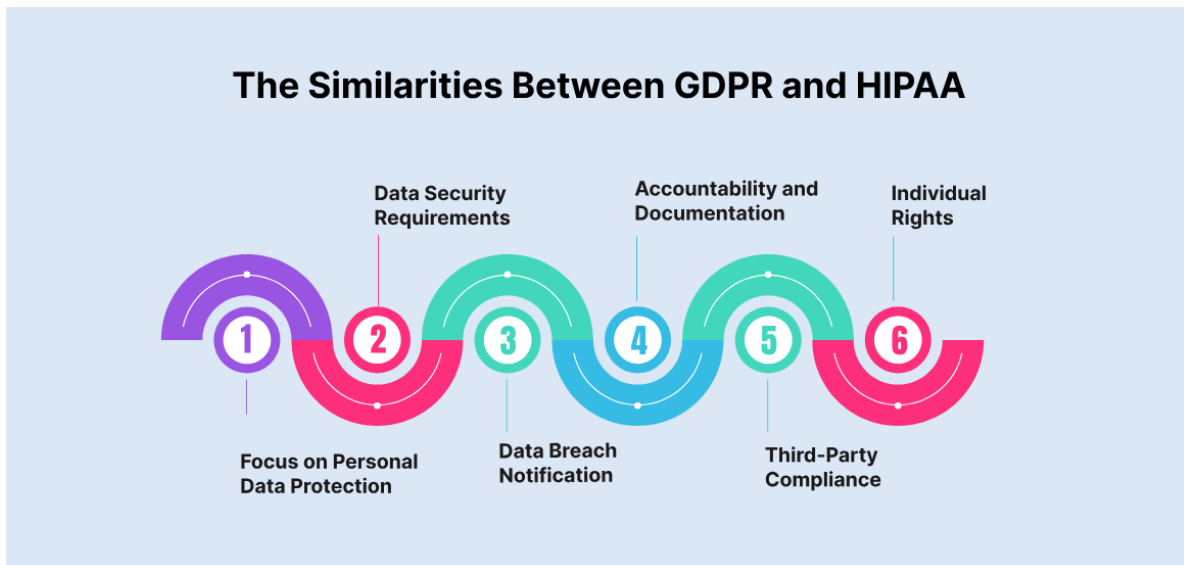 The Similarities Between GDPR and HIPAA
1
Focus on Personal
Data Protection
2
Data Security
Requirements
3
Data Breach
Notification
4
Accountability and
Documentation
5
Third-Party
Compliance
6
Individual
Rights